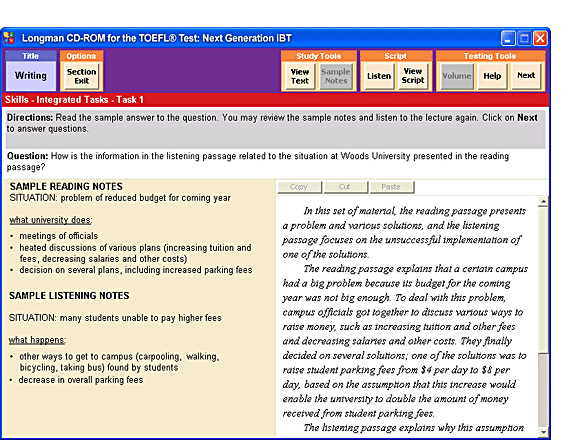 Longman CD-ROM for the TOEFL® Test: Next Generation iBT
Title
Options
Study Tools
Script
Testing Tools
Writing
Section Exit
View Text
Sample Notes
Listen
View Script
Volume
Help
Next
Skills - Integrated Tasks - Task 1
Directions: Read the sample answer to the question. You may review the sample notes and listen to the lecture again. Click on Next
to answer questions.
Question: How is the information in the listening passage related to the situation at Woods University presented in the reading
passage?
SAMPLE READING NOTES
SITUATION: problem of reduced budget for coming year
what university does:
• meetings of officials
• heated discussions of various plans (increasing tuition and
fees, decreasing salaries and other costs)
• decision on several plans, including increased parking fees
SAMPLE LISTENING NOTES
SITUATION: many students unable to pay higher fees
what happens:
• other ways to get to campus (carpooling, walking,
bicycling, taking bus) found by students
• decrease in overall parking fees
Copy
Cut
Paste
In this set of material, the reading passage presents
a problem and various solutions, and the listening
passage focuses on the unsuccessful implementation of
one of the solutions.
The reading passage explains that a certain campus
had a big problem because its budget for the coming
year was not big enough. To deal with this problem,
campus officials got together to discuss various ways to
raise money, such as increasing tuition and other fees
and decreasing salaries and other costs. They finally
decided on several solutions; one of the solutions was to
raise student parking fees from $4 per day to $8 per
day, based on the assumption that this increase would
enable the university to double the amount of money
received from student parking fees.
The listening passage explains why this assumption